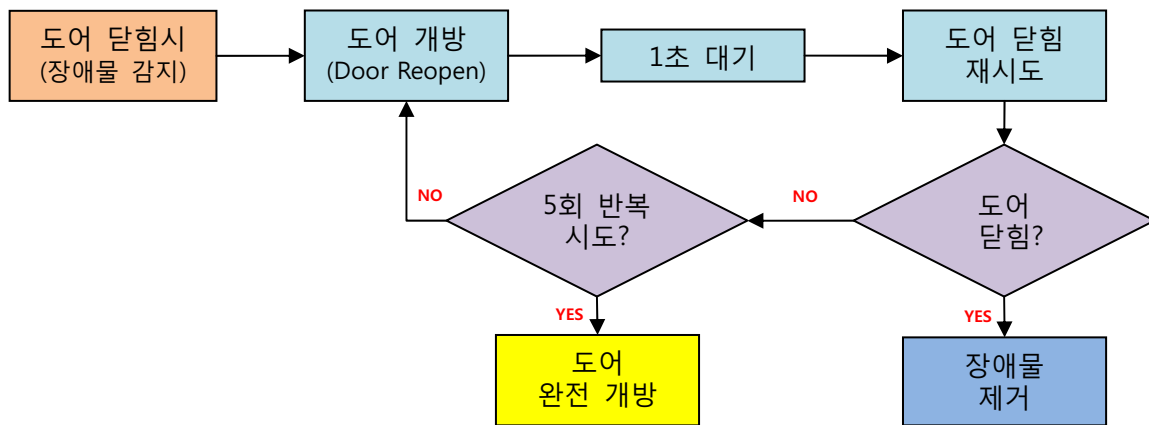 도어 닫힘시
(장애물 감지)
도어 개방
(Door Reopen)
1초 대기
도어 닫힘
재시도
NO
5회 반복
시도?
NO
도어
닫힘?
YES
YES
도어
완전 개방
장애물
제거